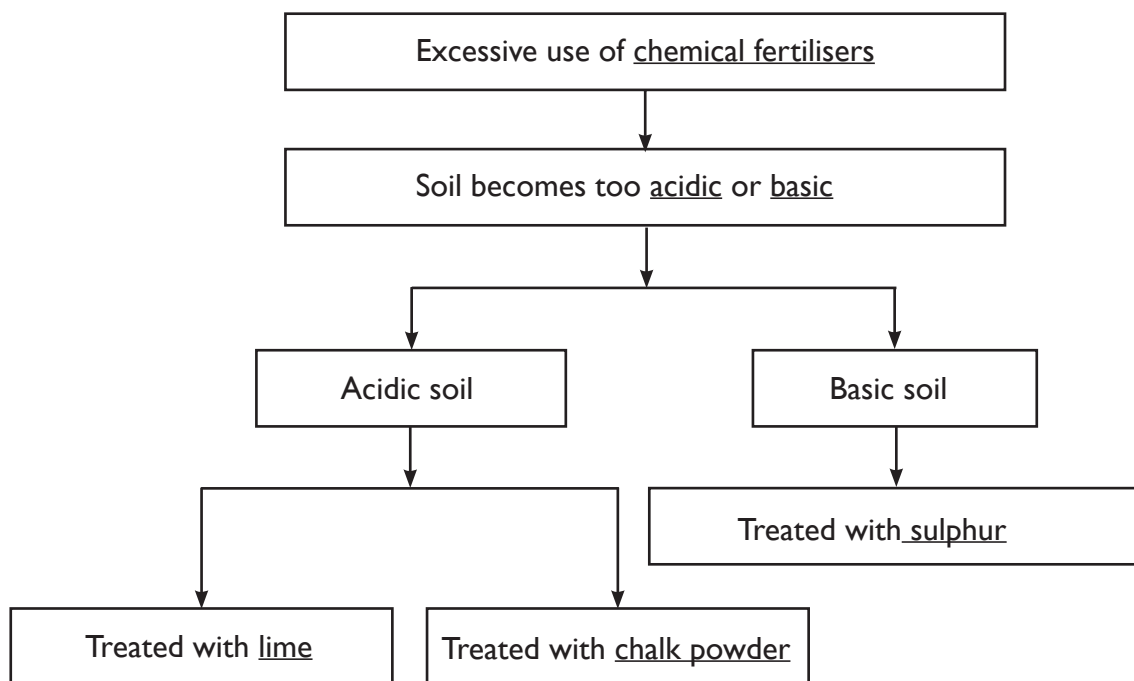 Excessive use of chemical fertilisers
Soil becomes too acidic or basic
Acidic soil
Basic soil
Treated with sulphur
Treated with lime
Treated with chalk powder